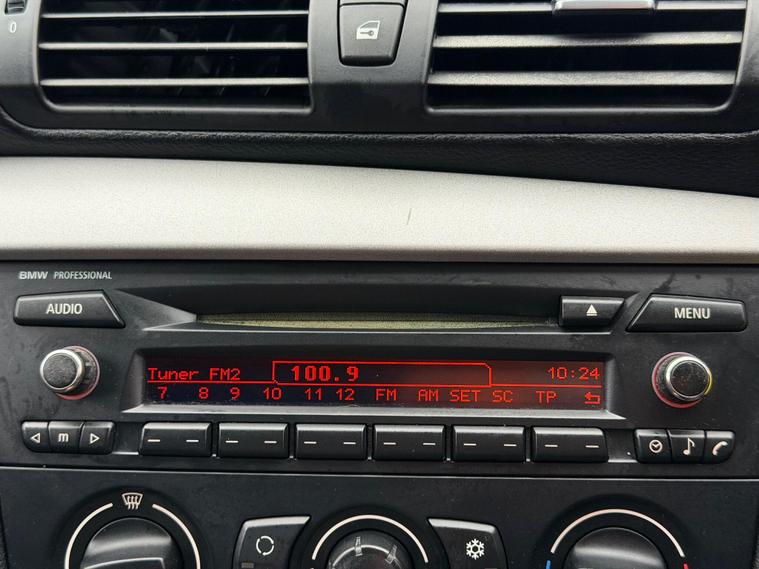 0
BMW PROFESSIONAL
AUDIO
MENU
Tuner FM2 100.9 10:24
7 8 9 10 11 12 FM AM SET SC TP
m